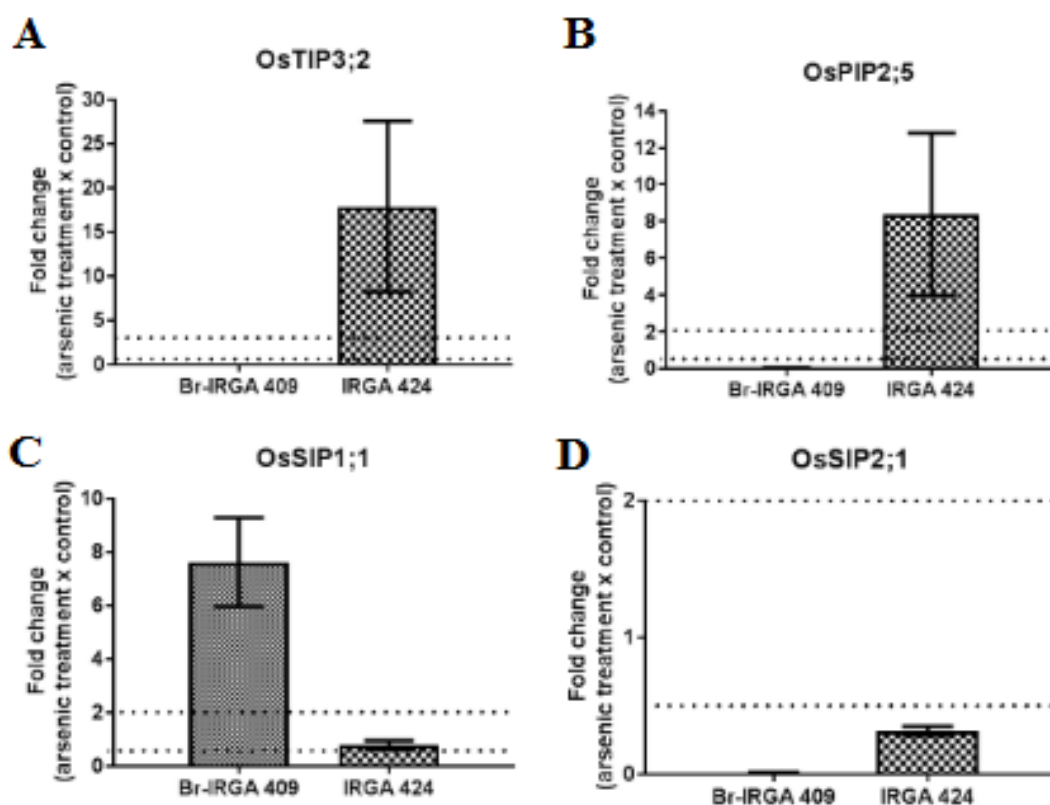 A
OsTIP3;2
Fold change
(arsenic treatment x control)
30
25
20
15
10
5
0
Br-IRGA 409
IRGA 424
B
OsPIP2;5
Fold change
(arsenic treatment x control)
14
12
10
8
6
4
2
0
Br-IRGA 409
IRGA 424
C
OsSIP1;1
Fold change
(arsenic treatment x control)
10
8
6
4
2
0
Br-IRGA 409
IRGA 424
D
OsSIP2;1
Fold change
(arsenic treatment x control)
2
1
0
Br-IRGA 409
IRGA 424